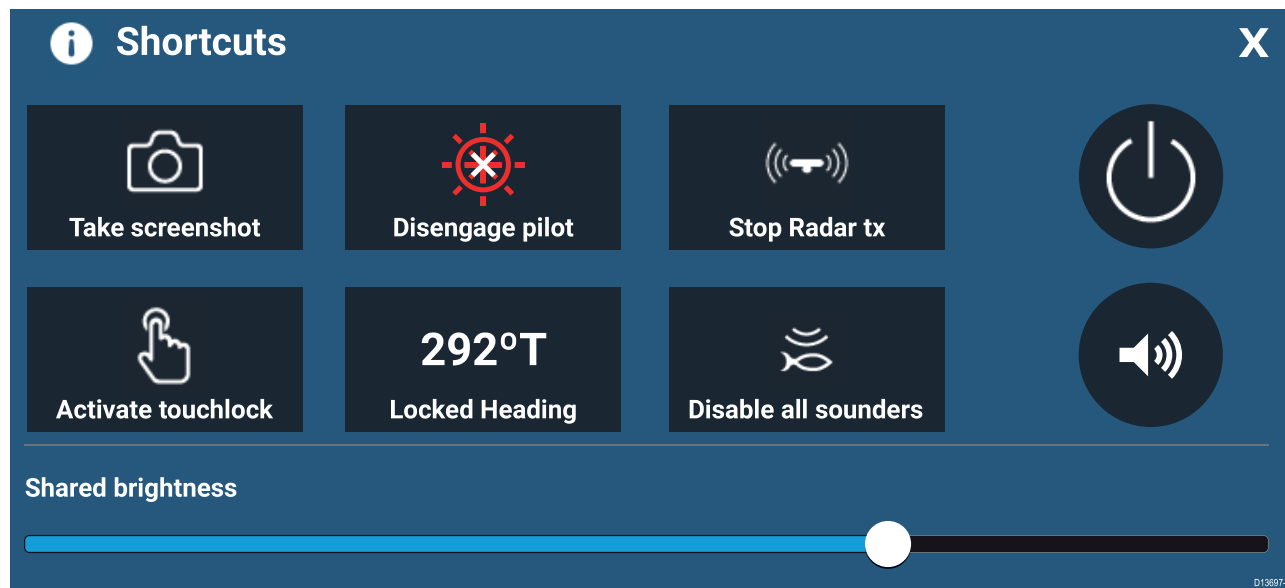 i Shortcuts X
Take screenshot
Disengage pilot
Stop Radar tx
Activate touchlock
292°T
Locked Heading
Disable all sounders
Shared brightness
D13697-